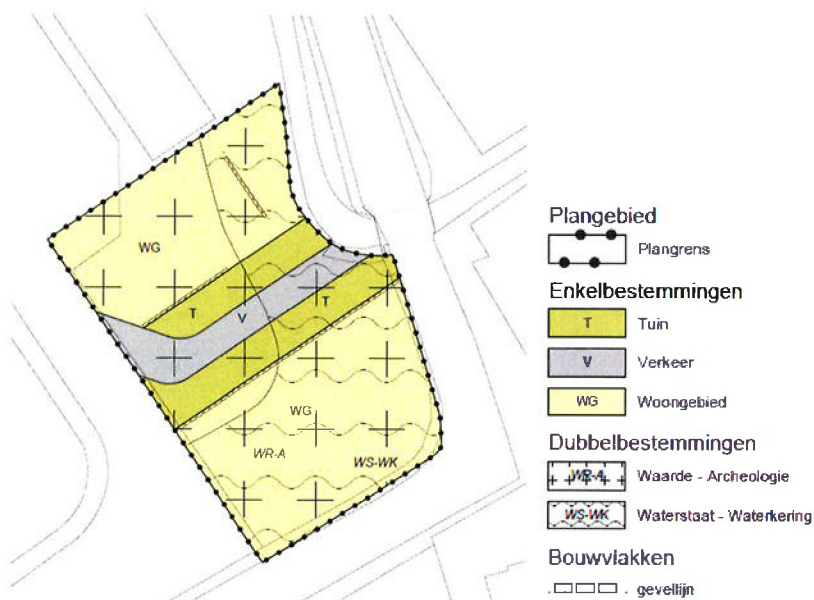 WG
T
V
T
WG
WR-A
WS-WK
Plangebied
Plangrens
Enkelbestemmingen
T Tuin
V Verkeer
WG Woongebied
Dubbelbestemmingen
WR-A Waarde - Archeologie
WS-WK Waterstaat - Waterkering
Bouwvlakken
gevellijn